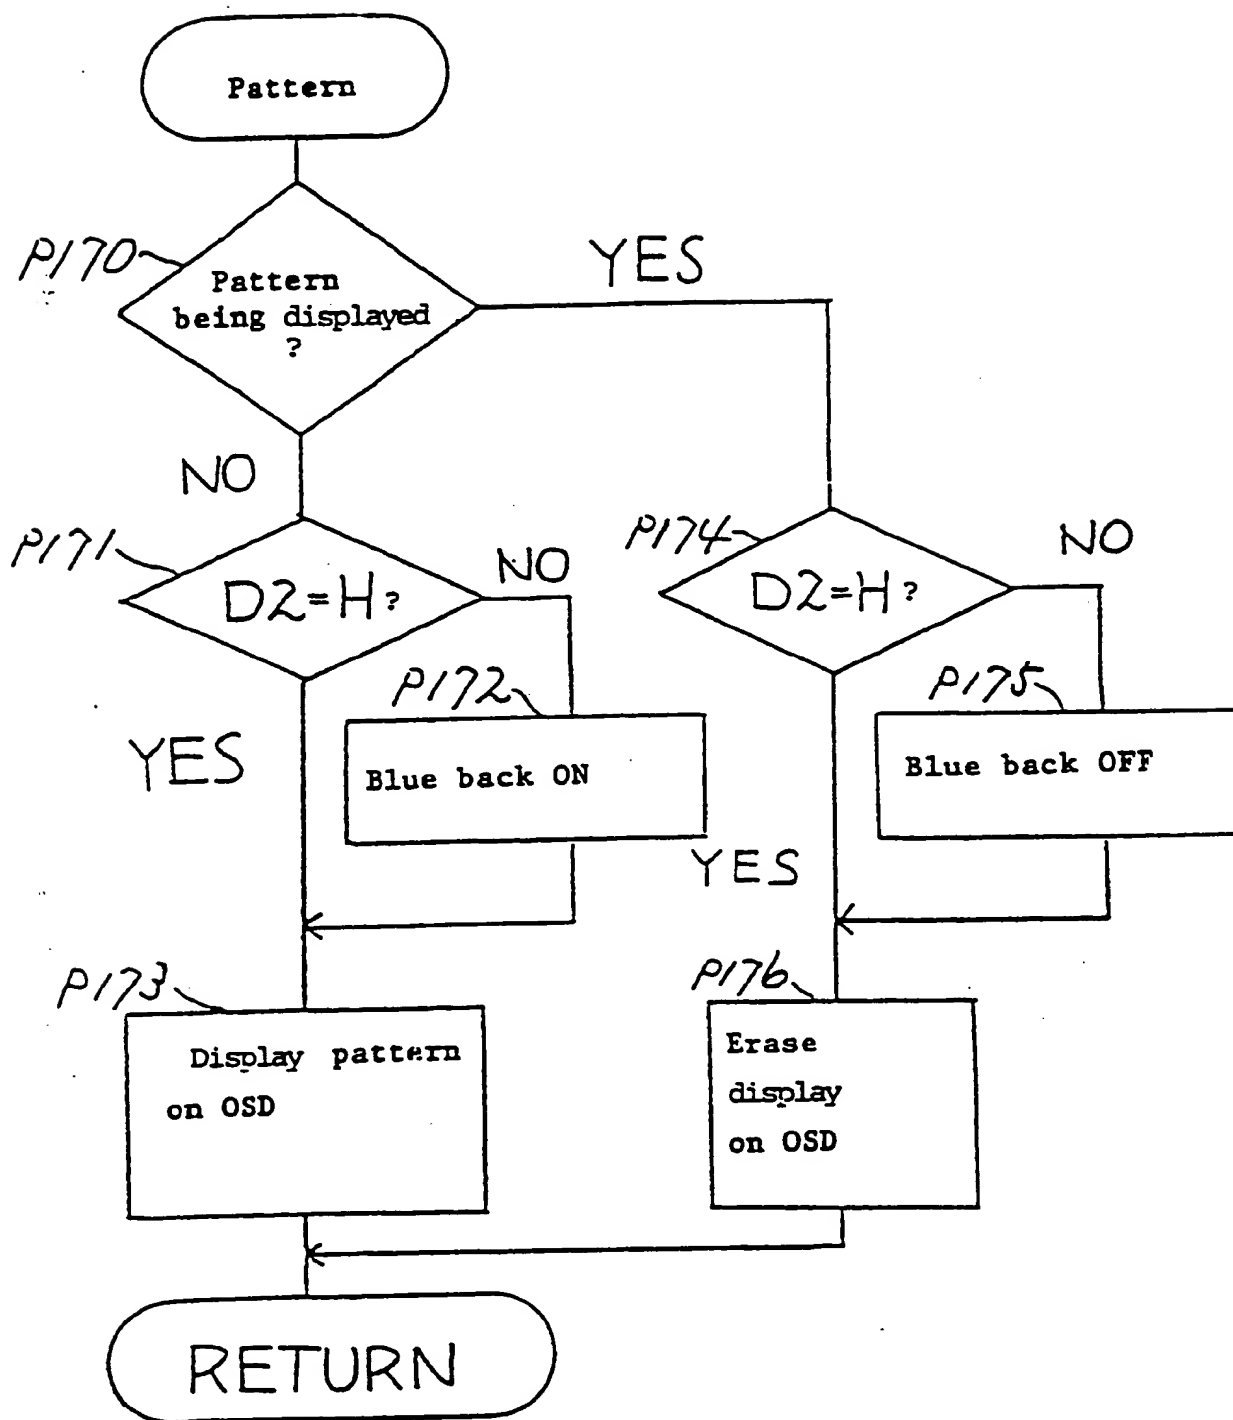 Pattern
P170
YES
Pattern
being displayed
?
NO
P171
D2=H?
NO
P174
D2=H?
NO
P172
Blue back ON
P175
Blue back OFF
YES
YES
P173
Display pattern
on OSD
P176
Erase
display
on OSD
RETURN